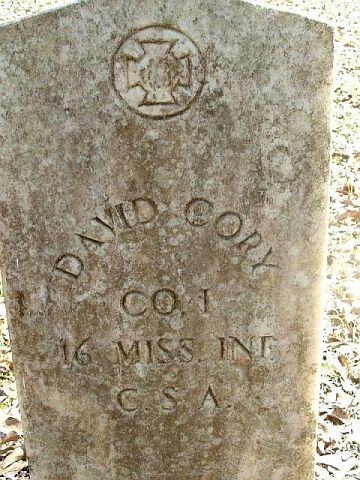 DAVID CORY
CO. I
16 MISS. INF.
C.S.A.